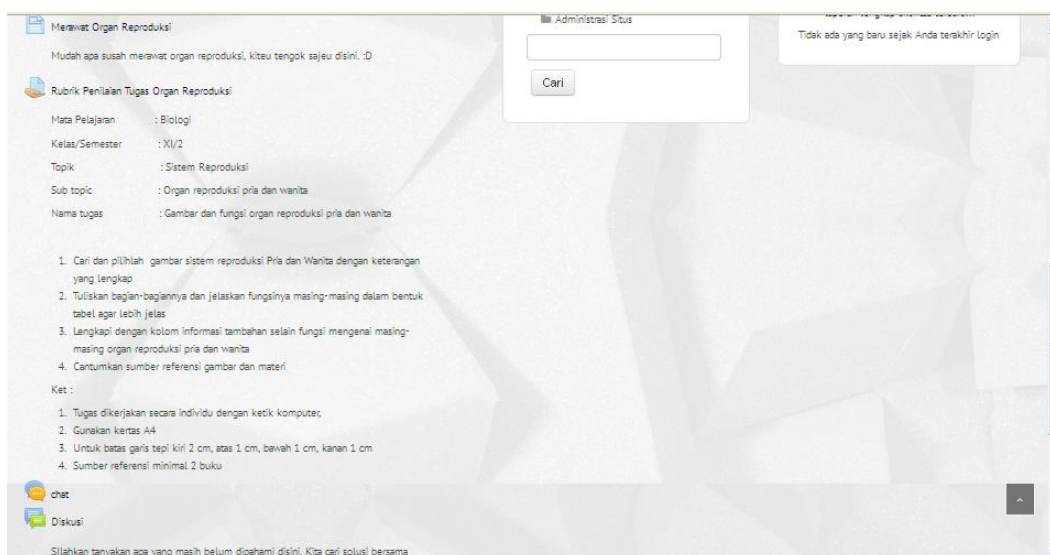 Merawat Organ Reproduksi
Mudah apa susah merawat organ reproduksi, kiteu tengok sajeu disini. :D
Rubrik Penilaian Tugas Organ Reproduksi
Mata Pelajaran : Biologi
Kelas/Semester : XI/2
Topik : Sistem Reproduksi
Sub topic : Organ reproduksi pria dan wanita
Nama tugas : Gambar dan fungsi organ reproduksi pria dan wanita
1. Cari dan pilihlah gambar sistem reproduksi Pria dan Wanita dengan keterangan
yang lengkap
2. Tuliskan bagian-bagiannya dan jelaskan fungsinya masing-masing dalam bentuk
tabel agar lebih jelas
3. Lengkapi dengan kolom informasi tambahan selain fungsi mengenai masing-
masing organ reproduksi pria dan wanita
4. Cantumkan sumber referensi gambar dan materi
Ket :
1. Tugas dikerjakan secara individu dengan ketik komputer,
2. Gunakan kertas A4
3. Untuk batas garis tepi kiri 2 cm, atas 1 cm, bawah 1 cm, kanan 1 cm
4. Sumber referensi minimal 2 buku
chat
Diskusi
SIlahkan tanyakan apa yang masih belum dipahami disini. Kita cari solusi bersama
Administrasi Situs
Cari
Tidak ada yang baru sejak Anda terakhir login